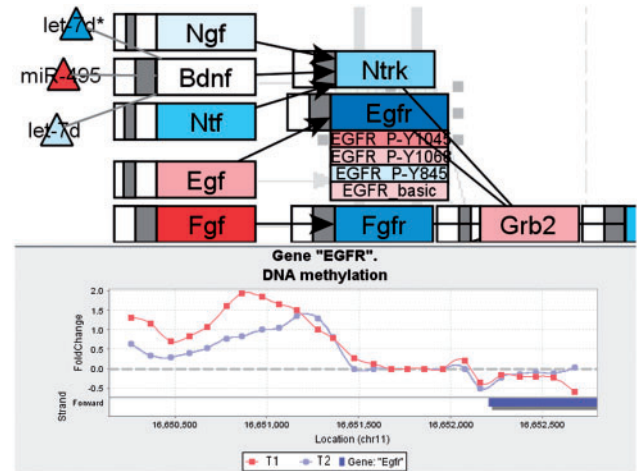 let-7d*
Ngf
miR-495
Bdnf
Ntrk
let-7d
Ntf
Egfr
EGFR_P-Y1045
EGFR_P-Y1068
Egf
EGFR_P-Y845
EGFR_basic
Fgf
Fgfr
Grb2
Gene "EGFR".
DNA methylation
FoldChange
2.0
1.5
1.0
0.5
0.0
-0.5
Strand
Forward
16,650,500
16,651,000
16,651,500
16,652,000
16,652,500
Location (chr11)
T1
T2
Gene: "Egfr"